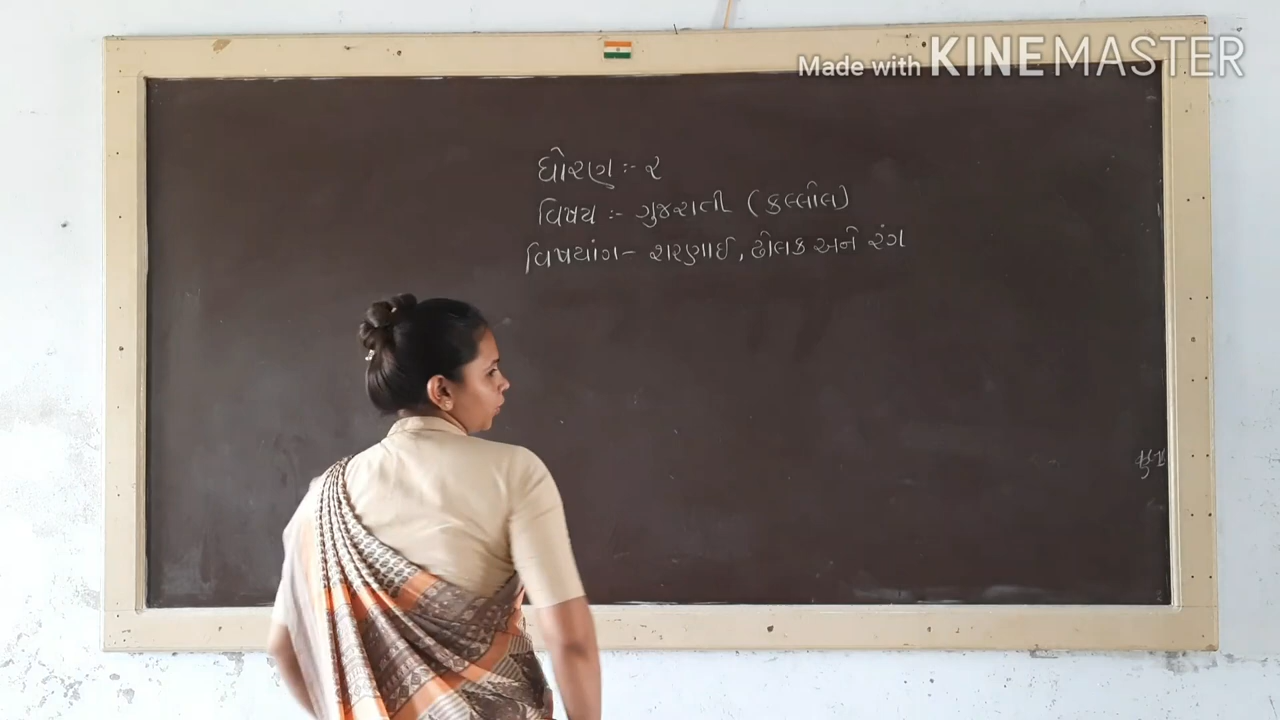 Made with KINEMASTER
ધોરણ :- ૨
વિષય :- ગુજરાતી (કલ્લોલ)
વિષયાંગ - શરણાઈ, ઢોલક અને રંગ